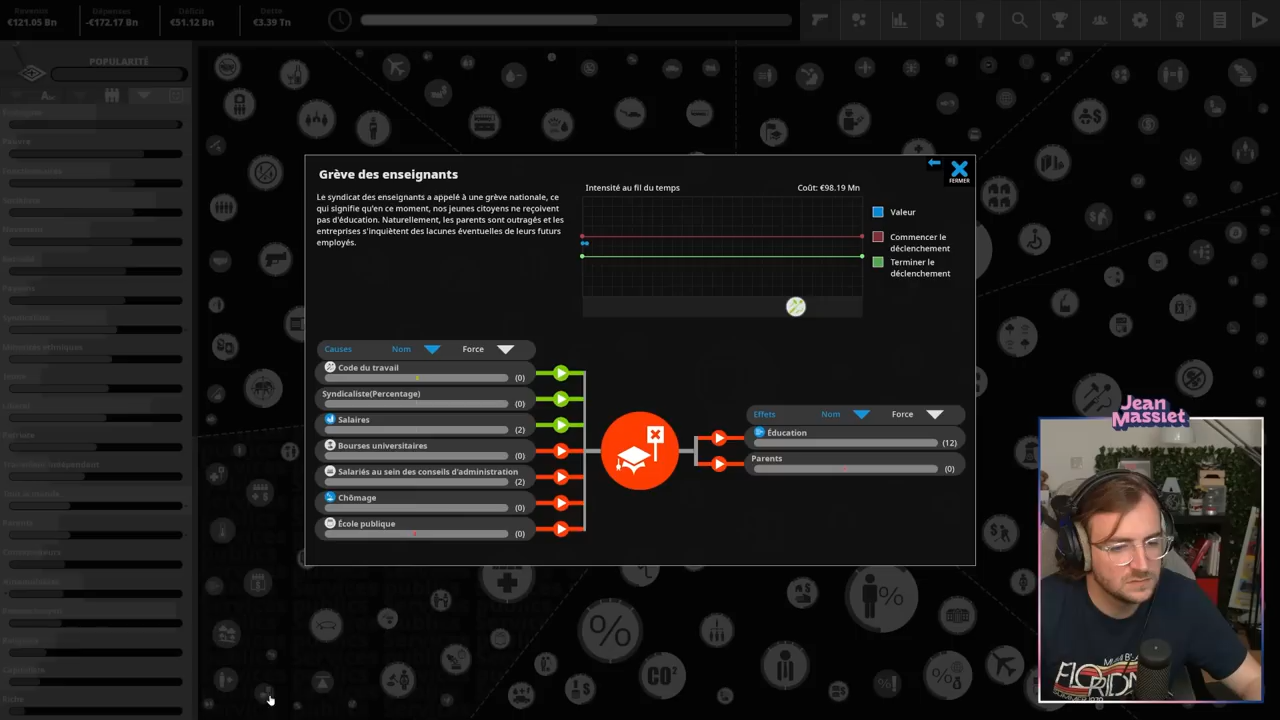 Revenus
Dépenses
Déficit
Dette
€121.05 Bn
-€172.17 Bn
€51.12 Bn
€3.39 Tn
POPULARITÉ
Grève des enseignants
FERMER
Le syndicat des enseignants a appelé à une grève nationale, ce
qui signifie qu'en ce moment, nos jeunes citoyens ne reçoivent
pas d'éducation. Naturellement, les parents sont outragés et les
entreprises s'inquiètent des lacunes éventuelles de leurs futurs
employés.
Intensité au fil du temps
Coût: €98.19 Mn
Valeur
Commencer le
déclenchement
Terminer le
déclenchement
Causes
Nom
Force
Code du travail
(0)
Syndicaliste(Percentage)
(0)
Salaires
(2)
Bourses universitaires
(0)
Salariés au sein des conseils d'administration
(2)
Chômage
(0)
École publique
(0)
Effets
Nom
Force
Éducation
(12)
Parents
(0)
CO²
Jean
Massiet
FLORIDA